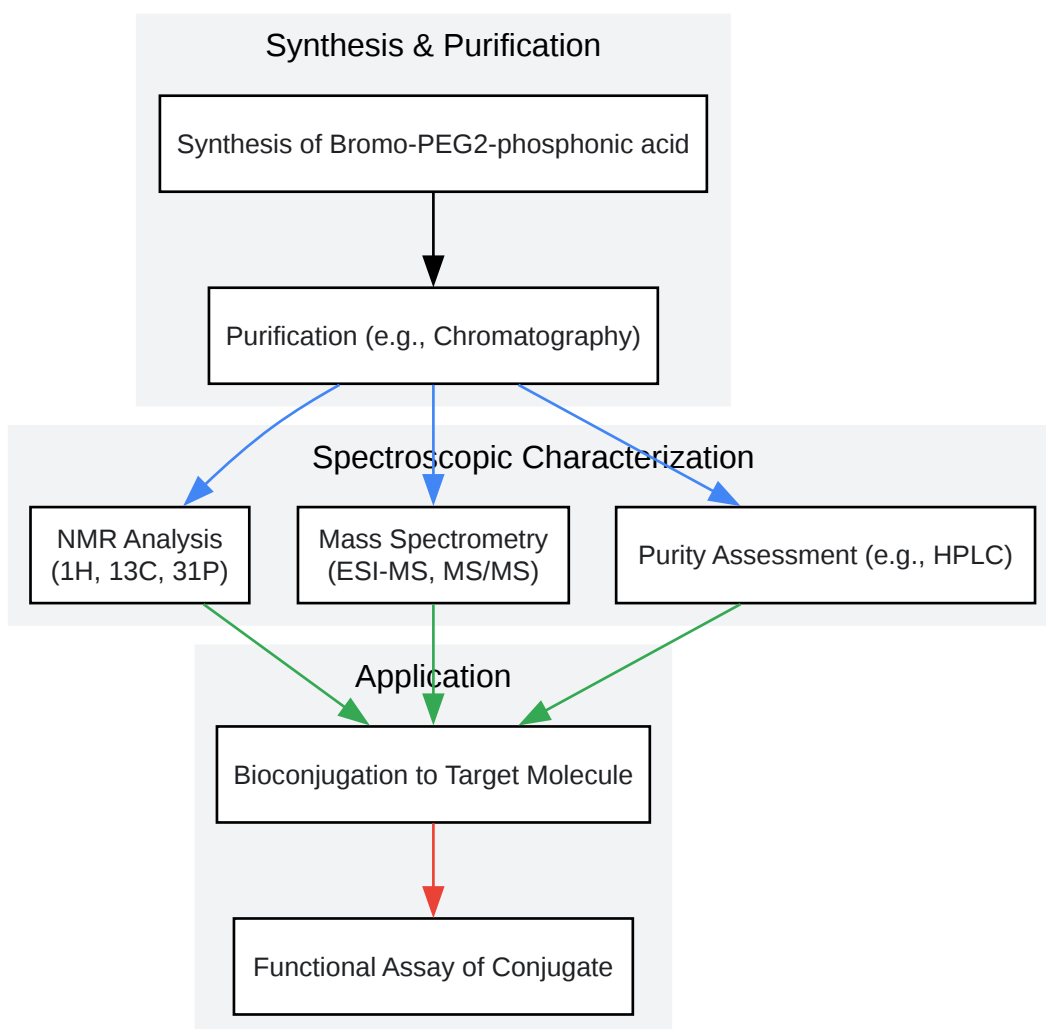 Synthesis & Purification
Synthesis of Bromo-PEG2-phosphonic acid
Purification (e.g., Chromatography)
Spectroscopic Characterization
NMR Analysis
(1H, 13C, 31P)
Mass Spectrometry
(ESI-MS, MS/MS)
Purity Assessment (e.g., HPLC)
Application
Bioconjugation to Target Molecule
Functional Assay of Conjugate